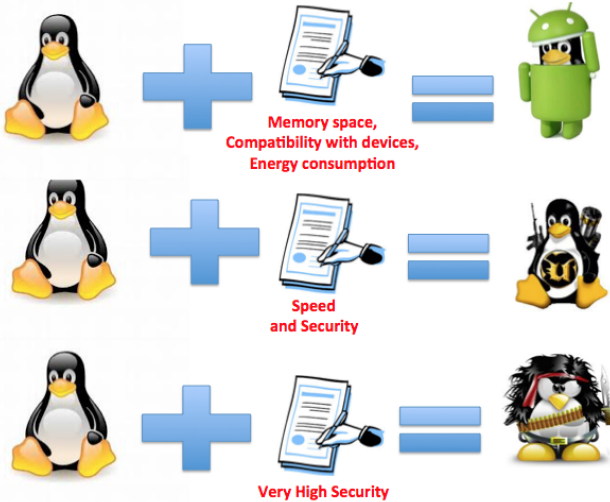 Memory space,
Compatibility with devices,
Energy consumption
Speed
and Security
Very High Security